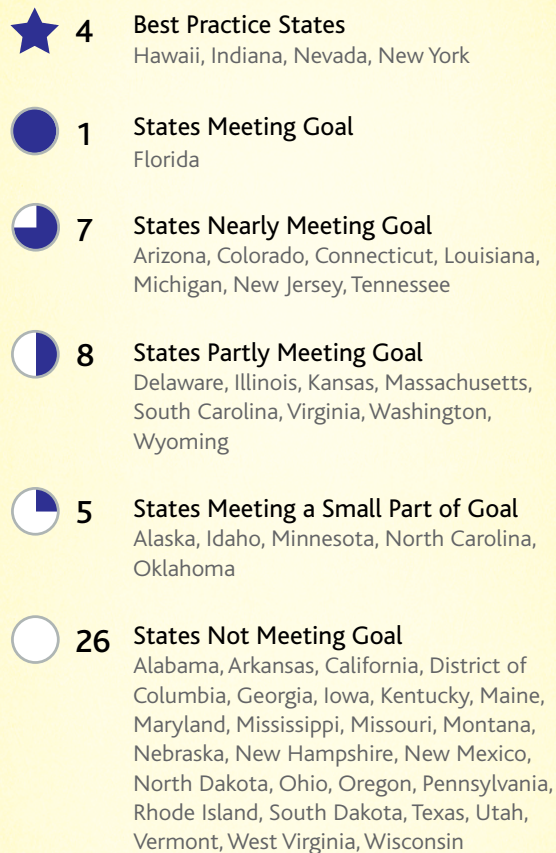 4 Best Practice States
Hawaii, Indiana, Nevada, New York
1 States Meeting Goal
Florida
7 States Nearly Meeting Goal
Arizona, Colorado, Connecticut, Louisiana,
Michigan, New Jersey, Tennessee
8 States Partly Meeting Goal
Delaware, Illinois, Kansas, Massachusetts,
South Carolina, Virginia, Washington,
Wyoming
5 States Meeting a Small Part of Goal
Alaska, Idaho, Minnesota, North Carolina,
Oklahoma
26 States Not Meeting Goal
Alabama, Arkansas, California, District of
Columbia, Georgia, Iowa, Kentucky, Maine,
Maryland, Mississippi, Missouri, Montana,
Nebraska, New Hampshire, New Mexico,
North Dakota, Ohio, Oregon, Pennsylvania,
Rhode Island, South Dakota, Texas, Utah,
Vermont, West Virginia, Wisconsin